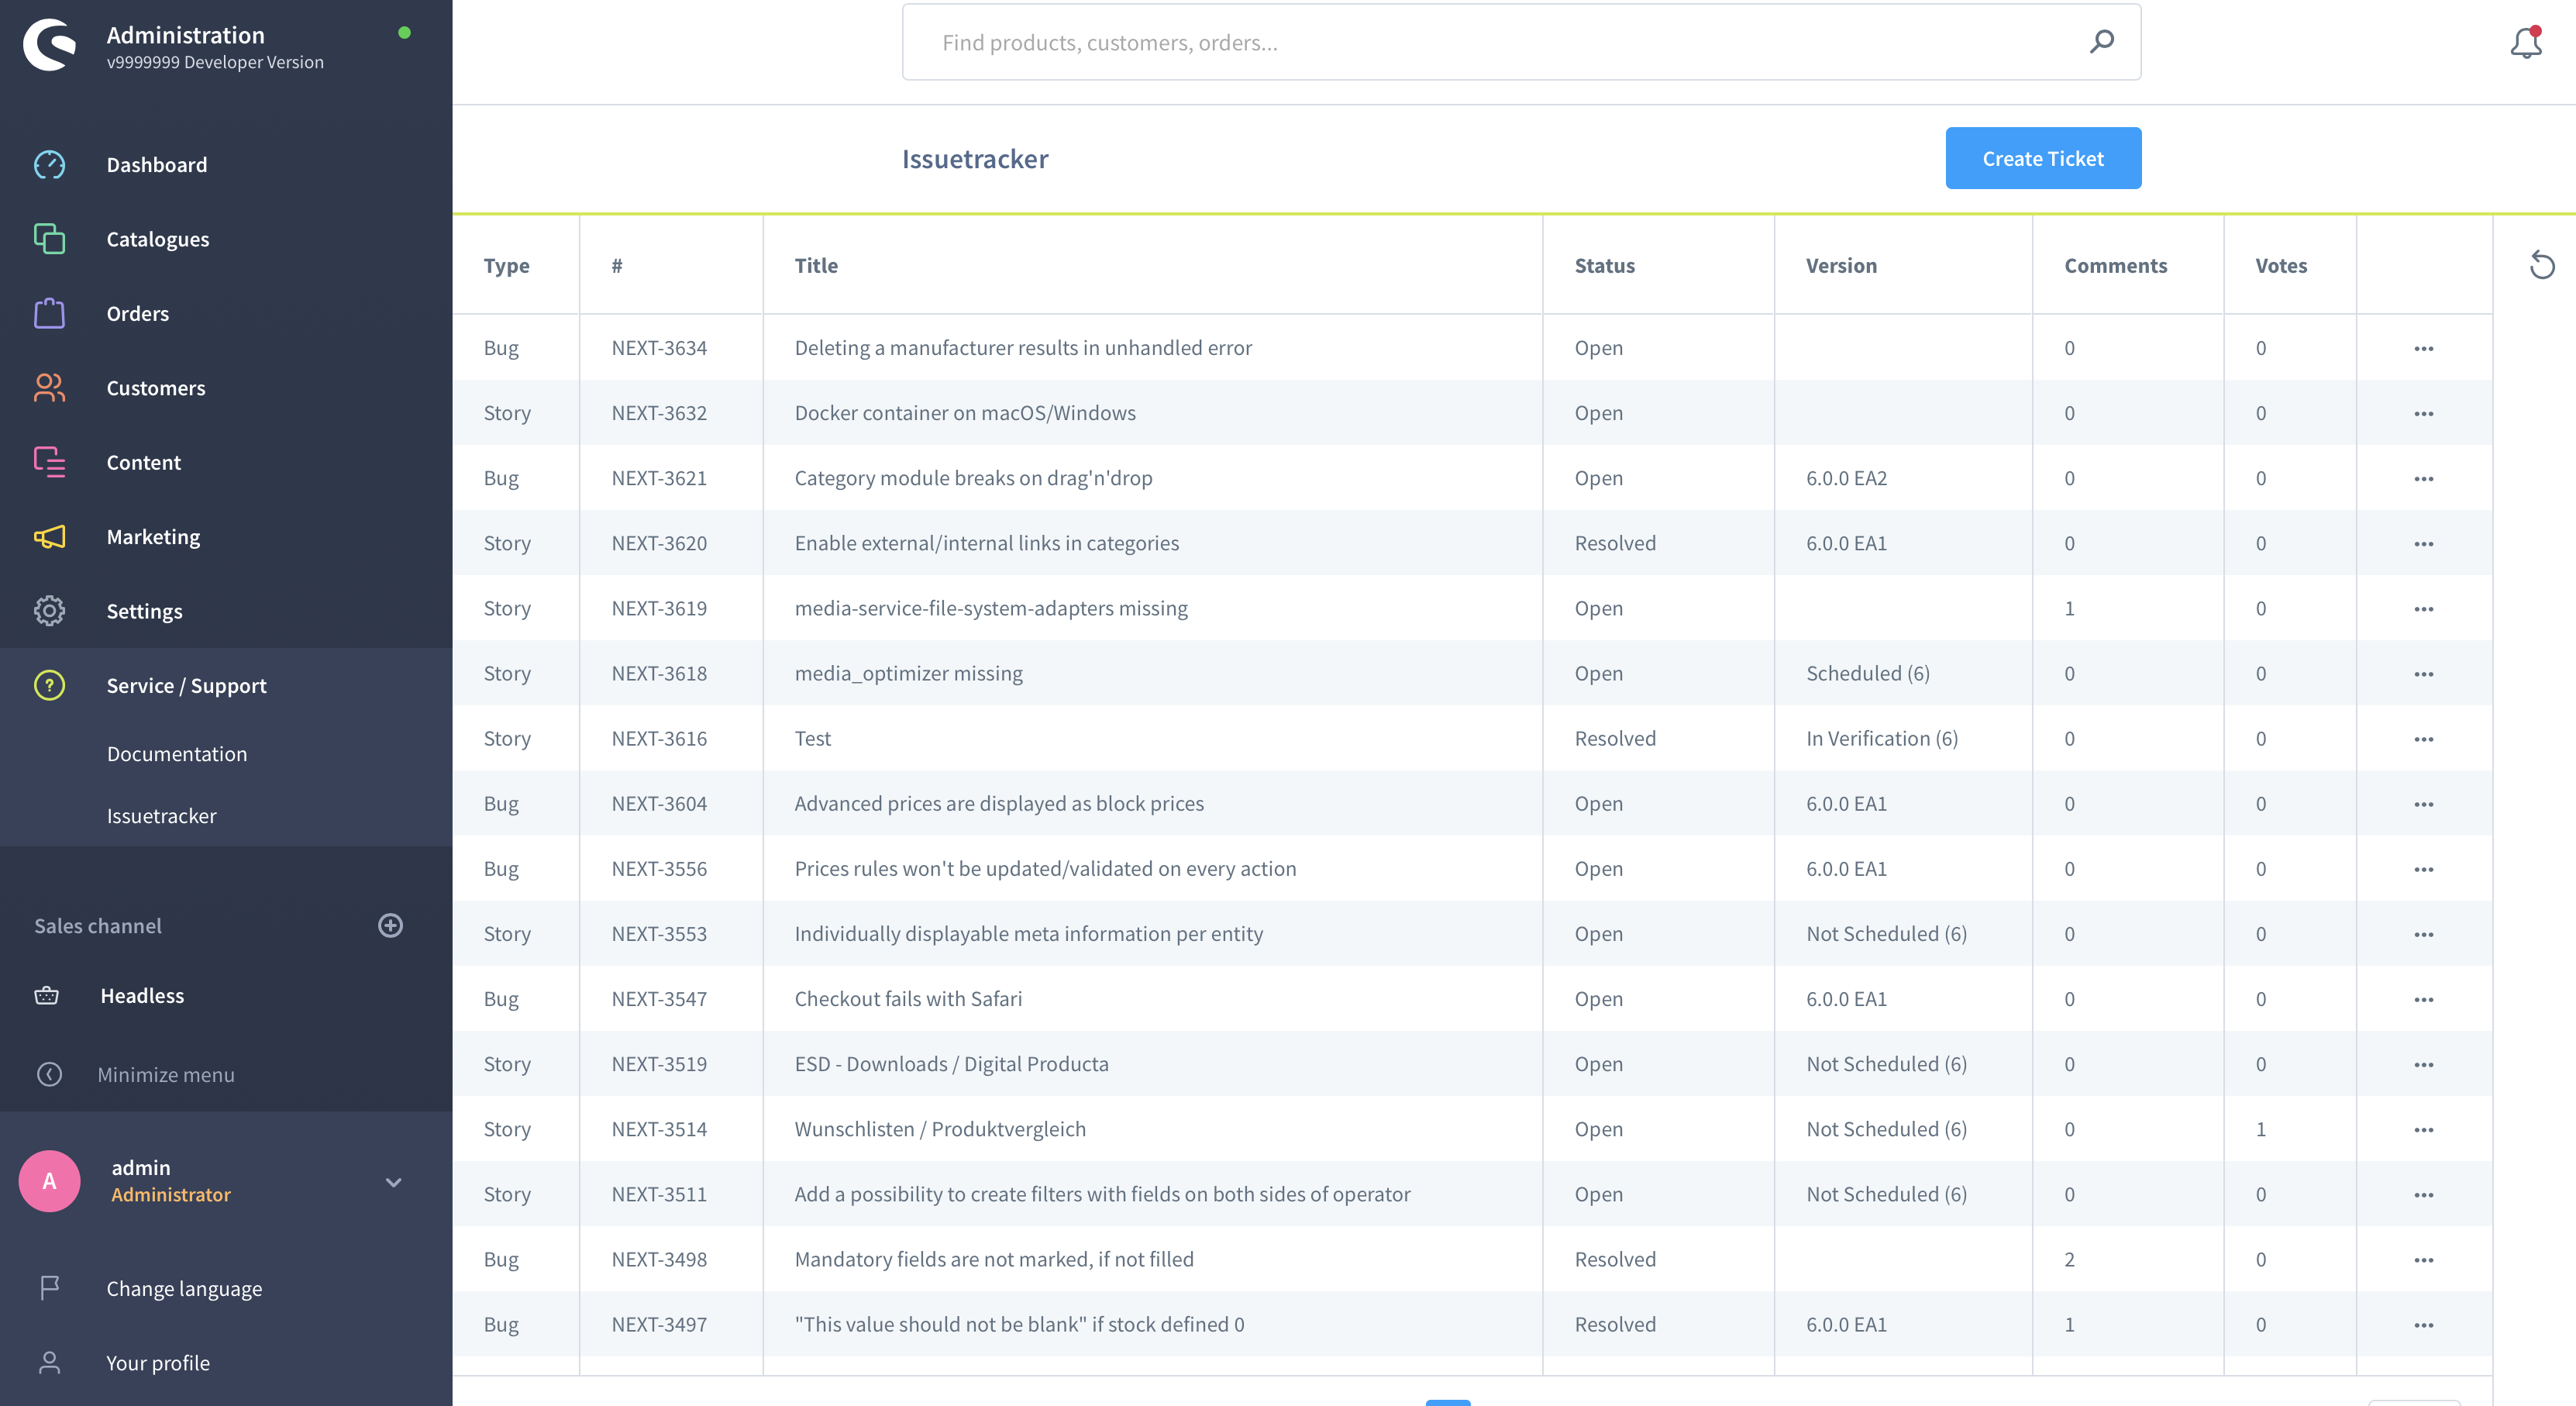 Administration
v9999999 Developer Version
Dashboard
Catalogues
Orders
Customers
Content
Marketing
Settings
Service / Support
Documentation
Issuetracker
Sales channel
Headless
Minimize menu
A
admin
Administrator
Change language
Your profile
Find products, customers, orders...
Issuetracker
Create Ticket
Type # Title Status Version Comments Votes
Bug NEXT-3634 Deleting a manufacturer results in unhandled error Open 0 0
Story NEXT-3632 Docker container on macOS/Windows Open 0 0
Bug NEXT-3621 Category module breaks on drag'n'drop Open 6.0.0 EA2 0 0
Story NEXT-3620 Enable external/internal links in categories Resolved 6.0.0 EA1 0 0
Story NEXT-3619 media-service-file-system-adapters missing Open 1 0
Story NEXT-3618 media_optimizer missing Open Scheduled (6) 0 0
Story NEXT-3616 Test Resolved In Verification (6) 0 0
Bug NEXT-3604 Advanced prices are displayed as block prices Open 6.0.0 EA1 0 0
Bug NEXT-3556 Prices rules won't be updated/validated on every action Open 6.0.0 EA1 0 0
Story NEXT-3553 Individually displayable meta information per entity Open Not Scheduled (6) 0 0
Bug NEXT-3547 Checkout fails with Safari Open 6.0.0 EA1 0 0
Story NEXT-3519 ESD - Downloads / Digital Producta Open Not Scheduled (6) 0 0
Story NEXT-3514 Wunschlisten / Produktvergleich Open Not Scheduled (6) 0 1
Story NEXT-3511 Add a possibility to create filters with fields on both sides of operator Open Not Scheduled (6) 0 0
Bug NEXT-3498 Mandatory fields are not marked, if not filled Resolved 2 0
Bug NEXT-3497 "This value should not be blank" if stock defined 0 Resolved 6.0.0 EA1 1 0